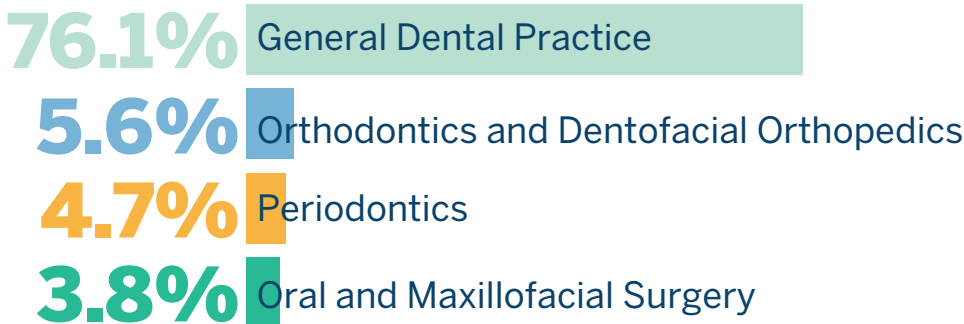 76.1% General Dental Practice
5.6% Orthodontics and Dentofacial Orthopedics
4.7% Periodontics
3.8% Oral and Maxillofacial Surgery